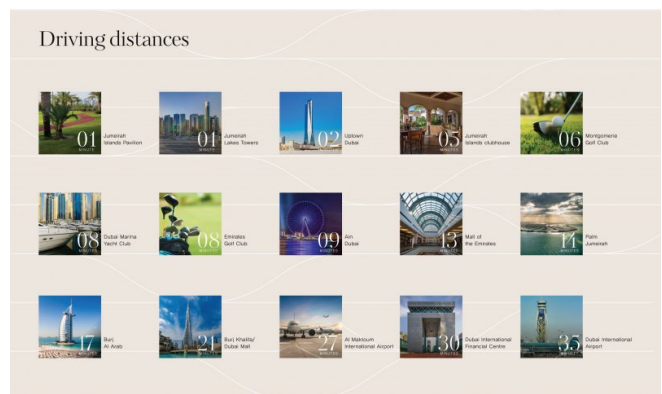 Driving distances
01
MINUTE
Jumeirah
Islands Pavilion
01
MINUTE
Jumeirah
Lakes Towers
02
MINUTE
Uptown
Dubai
05
MINUTES
Jumeirah
Islands clubhouse
06
MINUTES
Montgomerie
Golf Club
08
MINUTES
Dubai Marina
Yacht Club
08
MINUTES
Emirates
Golf Club
09
MINUTES
Ain
Dubai
13
MINUTES
Mall of
the Emirates
14
MINUTES
Palm
Jumeirah
17
MINUTES
Burj
Al Arab
21
MINUTES
Burj Khalifa/
Dubai Mall
27
MINUTES
Al Maktoum
International Airport
30
MINUTES
Dubai International
Financial Centre
35
MINUTES
Dubai International
Airport